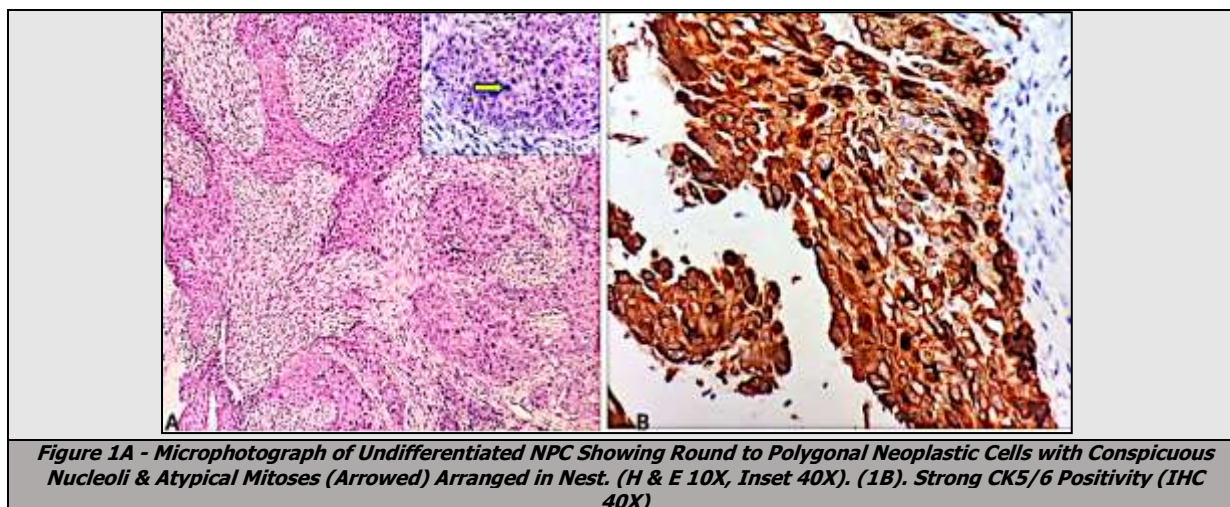 A
B
Figure 1A - Microphotograph of Undifferentiated NPC Showing Round to Polygonal Neoplastic Cells with Conspicuous
Nucleoli & Atypical Mitoses (Arrowed) Arranged in Nest. (H & E 10X, Inset 40X). (1B). Strong CK5/6 Positivity (IHC
40X)